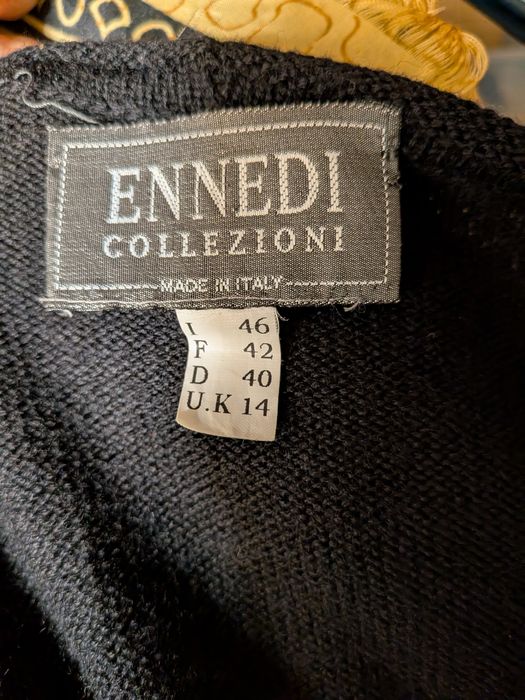 ENNEDI
COLLEZIONI
MADE IN ITALY
I 46
F 42
D 40
U.K 14